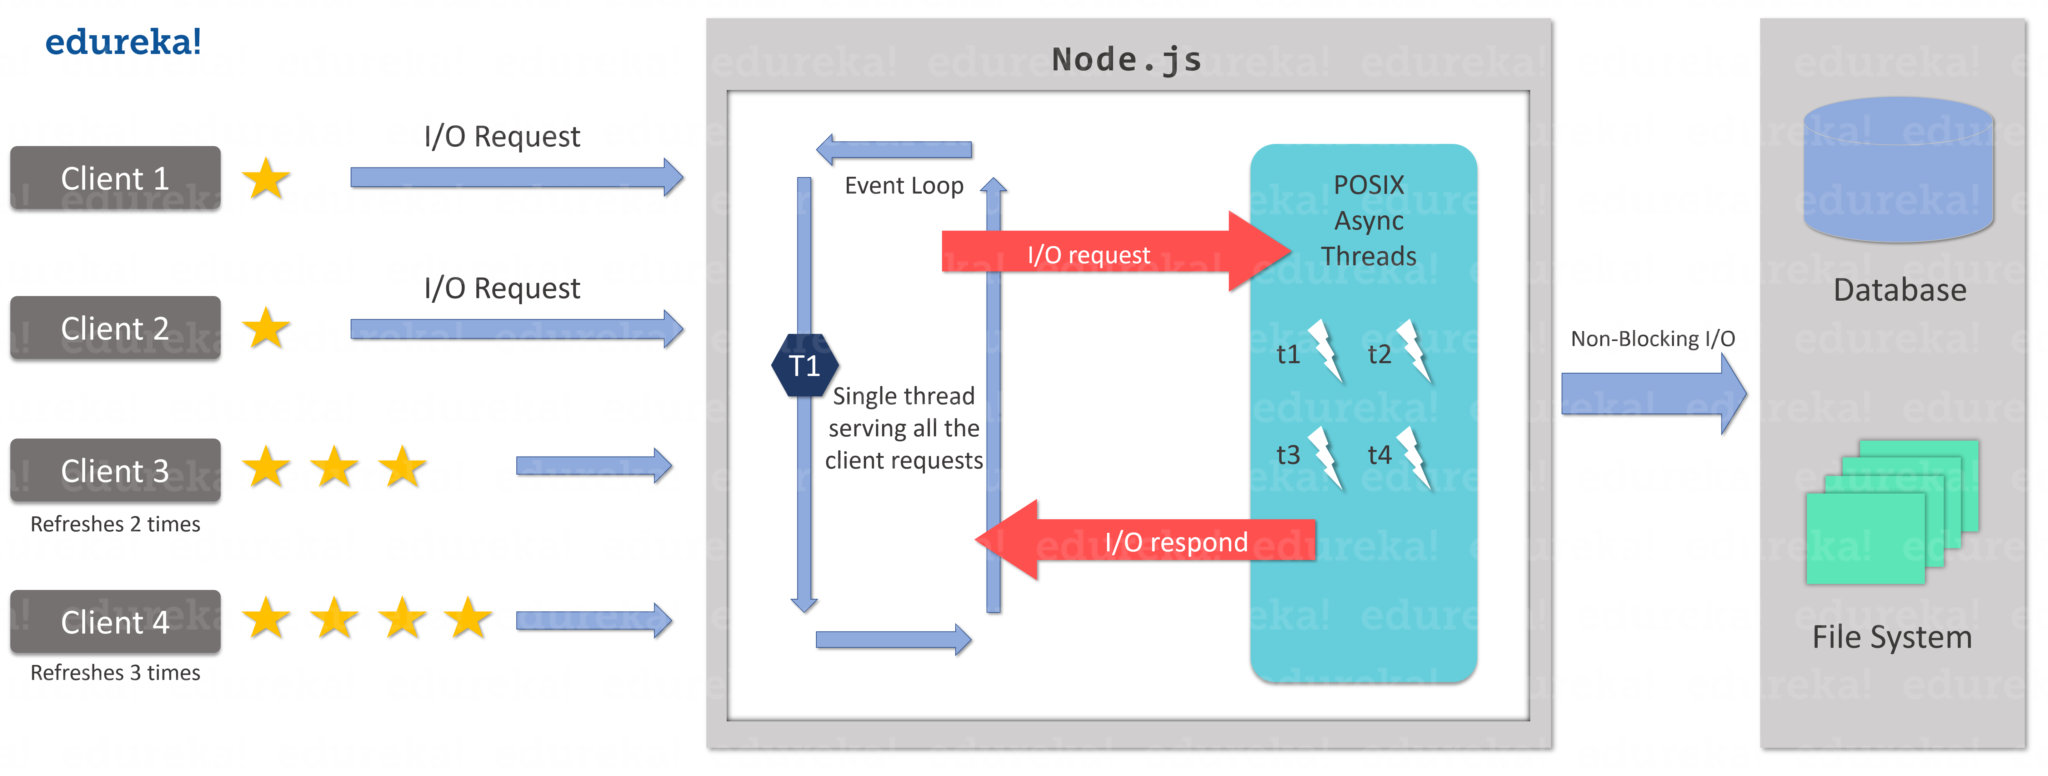 edureka!
Node.js
Client 1
I/O Request
Client 2
I/O Request
Client 3
Refreshes 2 times
Client 4
Refreshes 3 times
Event Loop
T1
Single thread
serving all the
client requests
I/O request
I/O respond
POSIX
Async
Threads
t1
t2
t3
t4
Non-Blocking I/O
Database
File System